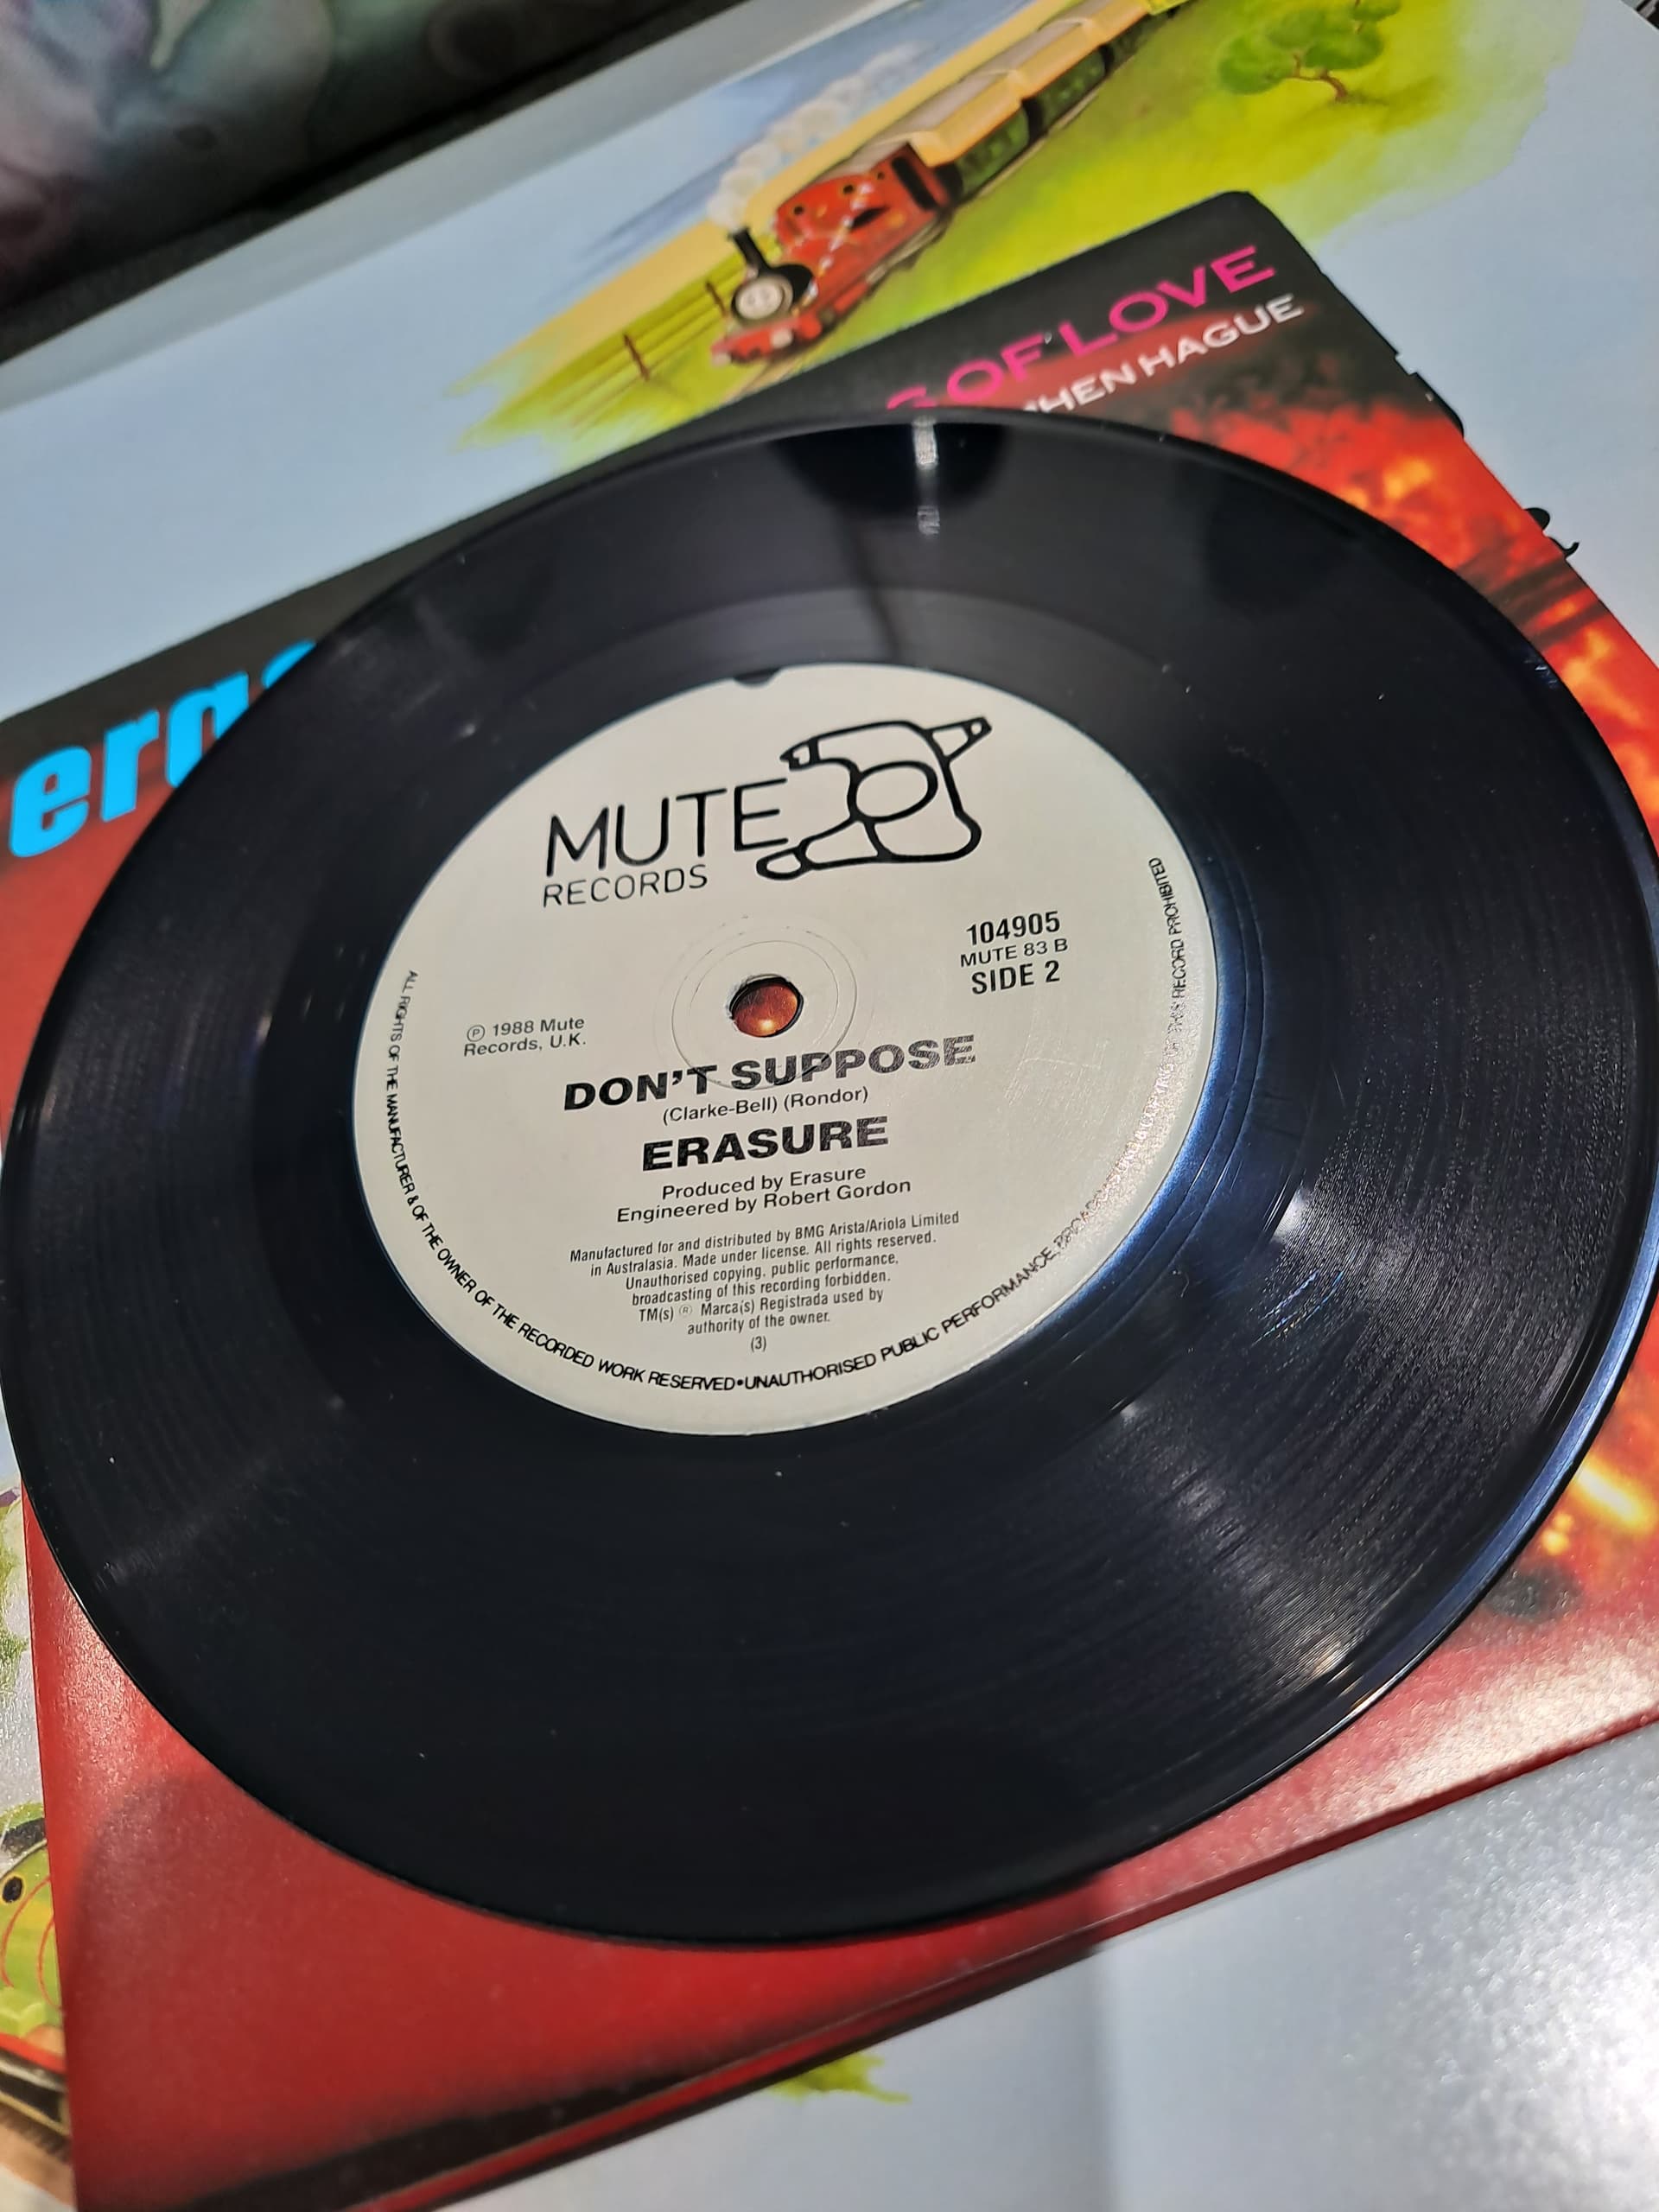 OF LOVE
HAGUE
MUTE
RECORDS
104905
MUTE 83 B
SIDE 2
℗ 1988 Mute
Records, U.K.
DON'T SUPPOSE
(Clarke-Bell) (Rondor)
ERASURE
Produced by Erasure
Engineered by Robert Gordon
Manufactured for and distributed by BMG Arista/Ariola Limited
in Australasia. Made under license. All rights reserved.
Unauthorised copying, public performance,
broadcasting of this recording forbidden.
TM(s) ® Marca(s) Registrada used by
authority of the owner.
(3)
ALL RIGHTS OF THE MANUFACTURER & OF THE OWNER OF THE RECORDED WORK RESERVED•UNAUTHORISED PUBLIC PERFORMANCE THIS RECORD PROHIBITED